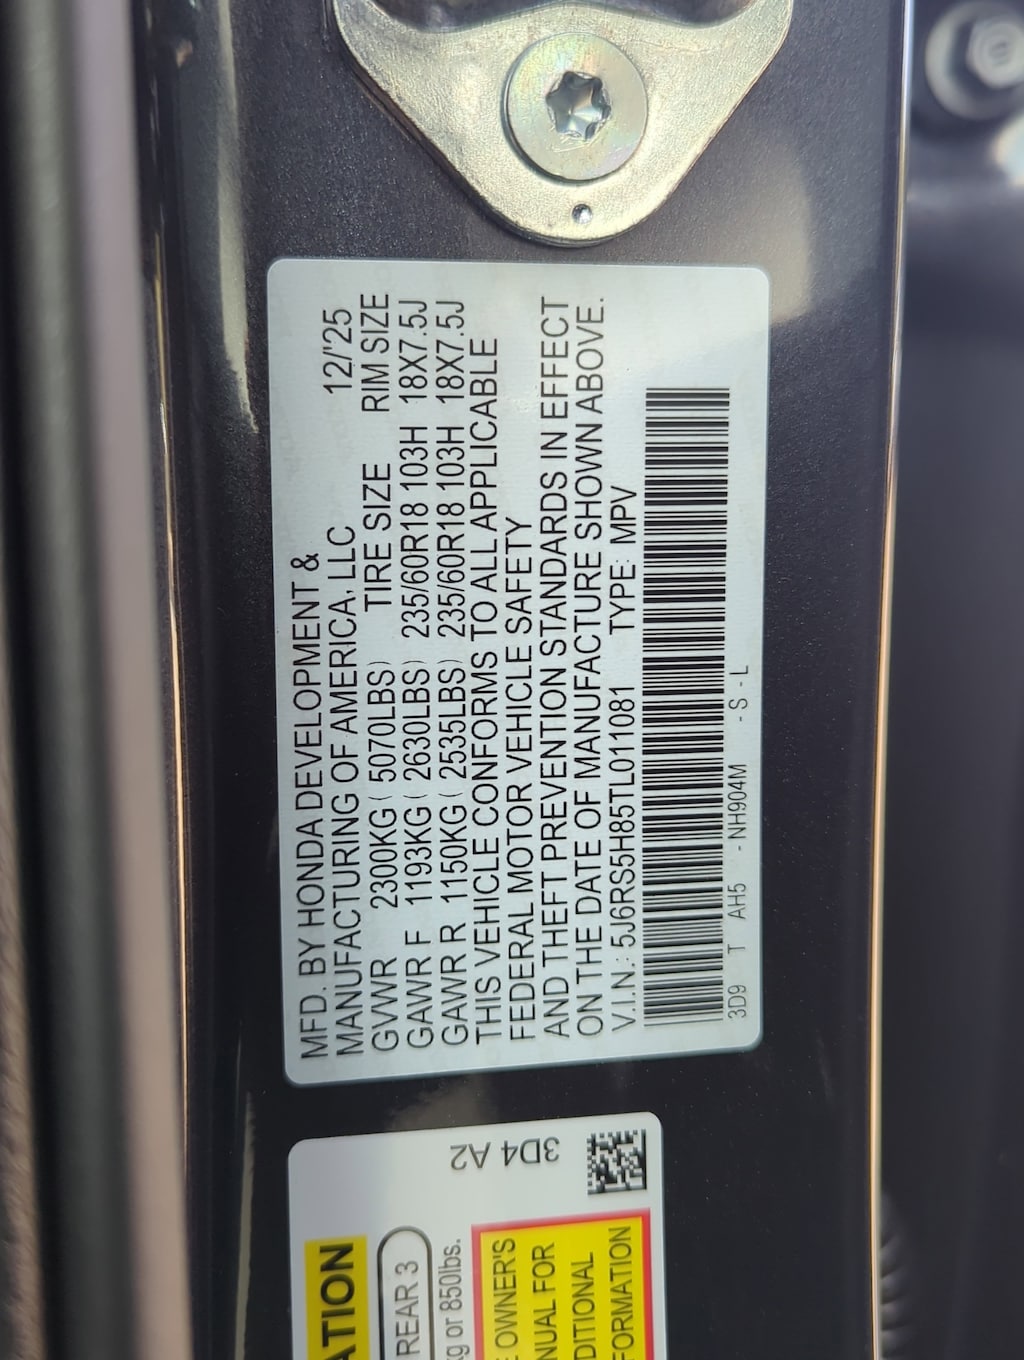 MFD. BY HONDA DEVELOPMENT &
MANUFACTURING OF AMERICA, LLC 12/'25
GVWR 2300KG (5070LBS) TIRE SIZE RIM SIZE
GAWR F 1193KG (2630LBS) 235/60R18 103H 18X7.5J
GAWR R 1150KG (2535LBS) 235/60R18 103H 18X7.5J
THIS VEHICLE CONFORMS TO ALL APPLICABLE
FEDERAL MOTOR VEHICLE SAFETY
AND THEFT PREVENTION STANDARDS IN EFFECT
ON THE DATE OF MANUFACTURE SHOWN ABOVE.
V.I.N.: 5J6RS5H85TL011081 TYPE: MPV
3D9 T AH5 - NH904M - S - L
ATION
REAR 3
kg or 850lbs.
3D4 A2
E OWNER'S
NUAL FOR
DITIONAL
FORMATION